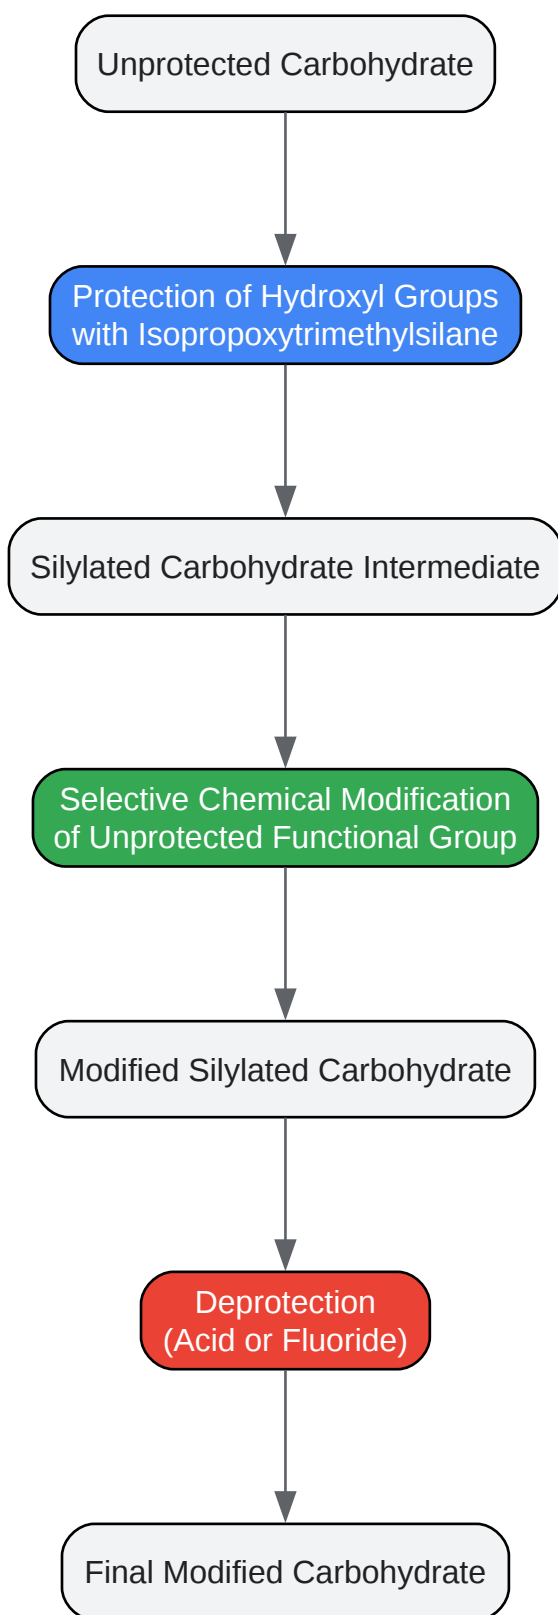 Unprotected Carbohydrate
Protection of Hydroxyl Groups
with Isopropoxytrimethylsilane
Silylated Carbohydrate Intermediate
Selective Chemical Modification
of Unprotected Functional Group
Modified Silylated Carbohydrate
Deprotection
(Acid or Fluoride)
Final Modified Carbohydrate